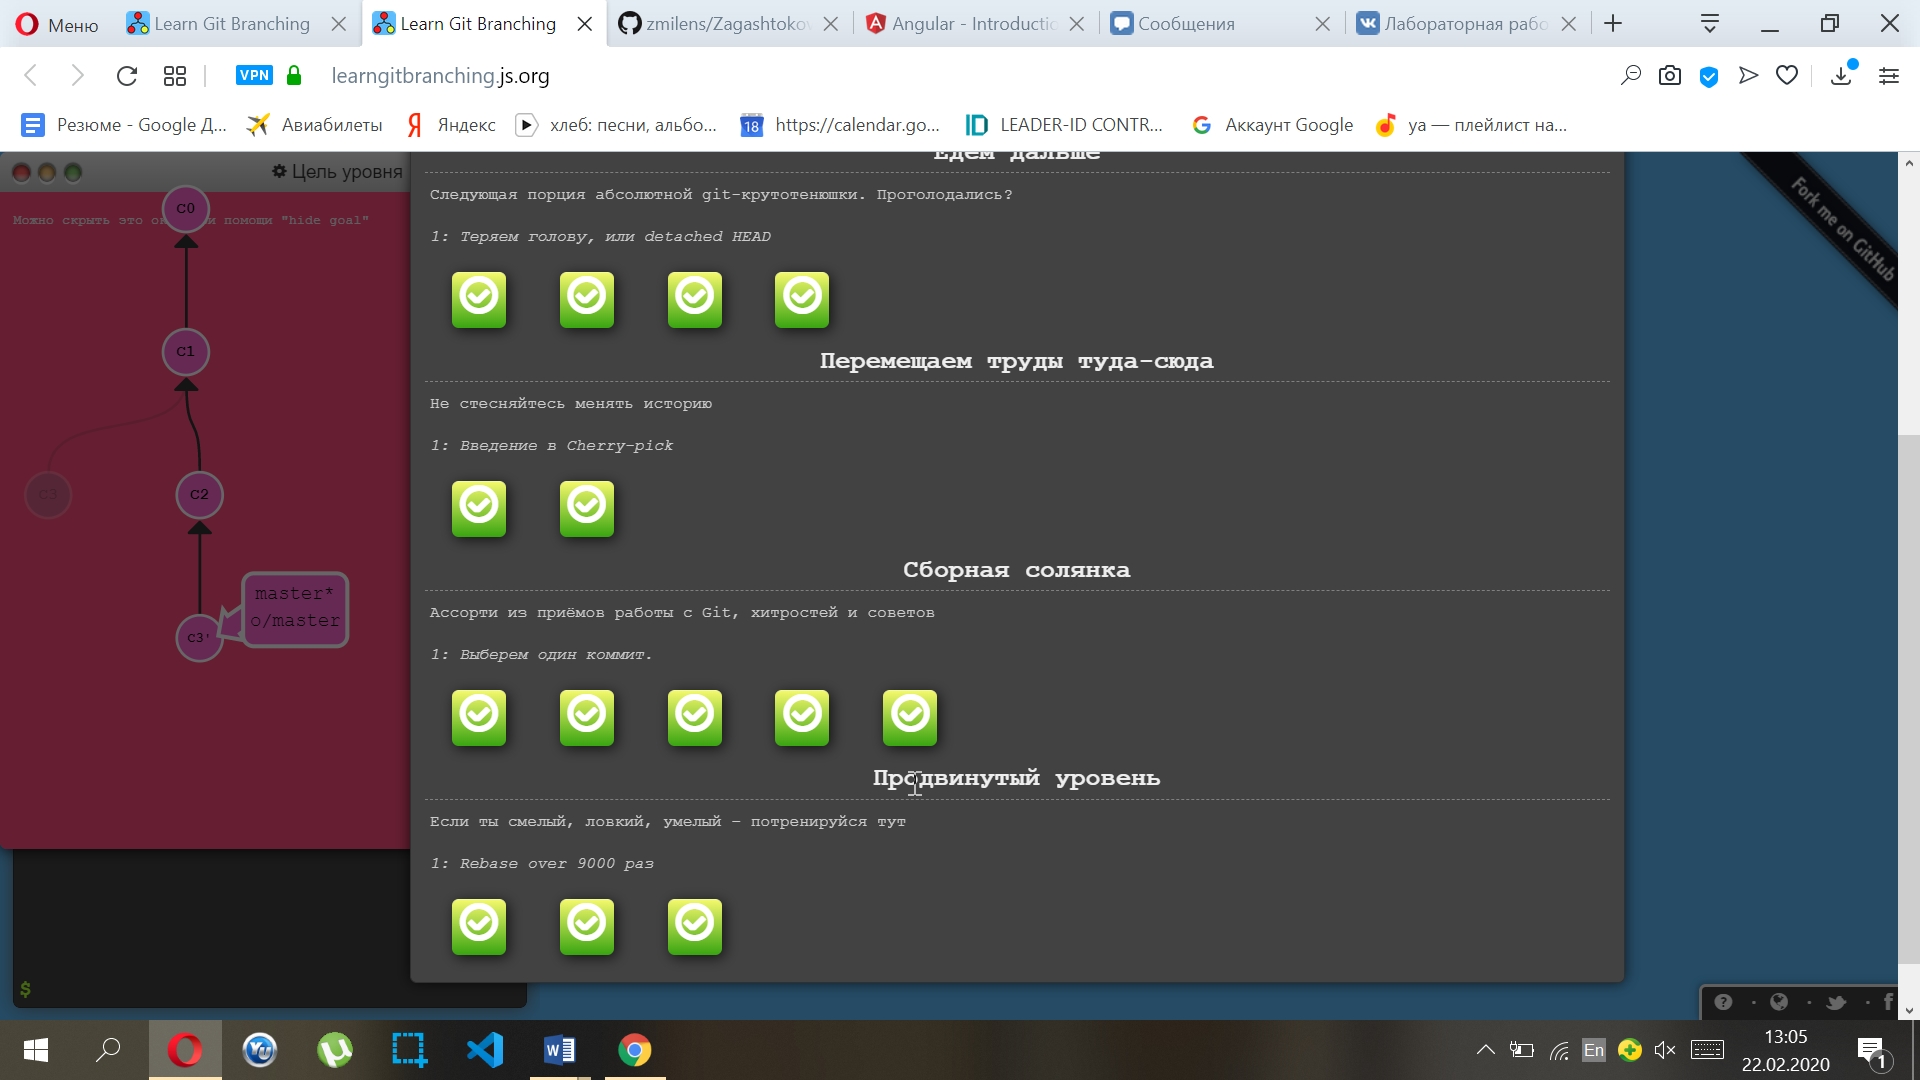 Меню
Learn Git Branching
Learn Git Branching
zmilens/Zagashtokov
Angular - Introductio
Сообщения
Лабораторная рабо
VPN
learngitbranching.js.org
Резюме - Google Д...
Авиабилеты
Яндекс
хлеб: песни, альбо...
18
https://calendar.go...
LEADER-ID CONTR...
Аккаунт Google
ya — плейлист на...
Цель уровня
Можно скрыть это ок и помощи "hide goal"
C0
C1
C3
C2
C3'
master*
o/master
Едем дальше
Следующая порция абсолютной git-крутотенюшки. Проголодались?
1: Теряем голову, или detached HEAD
Перемещаем труды туда-сюда
Не стесняйтесь менять историю
1: Введение в Cherry-pick
Сборная солянка
Ассорти из приёмов работы с Git, хитростей и советов
1: Выберем один коммит.
Продвинутый уровень
Если ты смелый, ловкий, умелый - потренируйся тут
1: Rebase over 9000 раз
Fork me on GitHub
$
En
13:05
22.02.2020
1